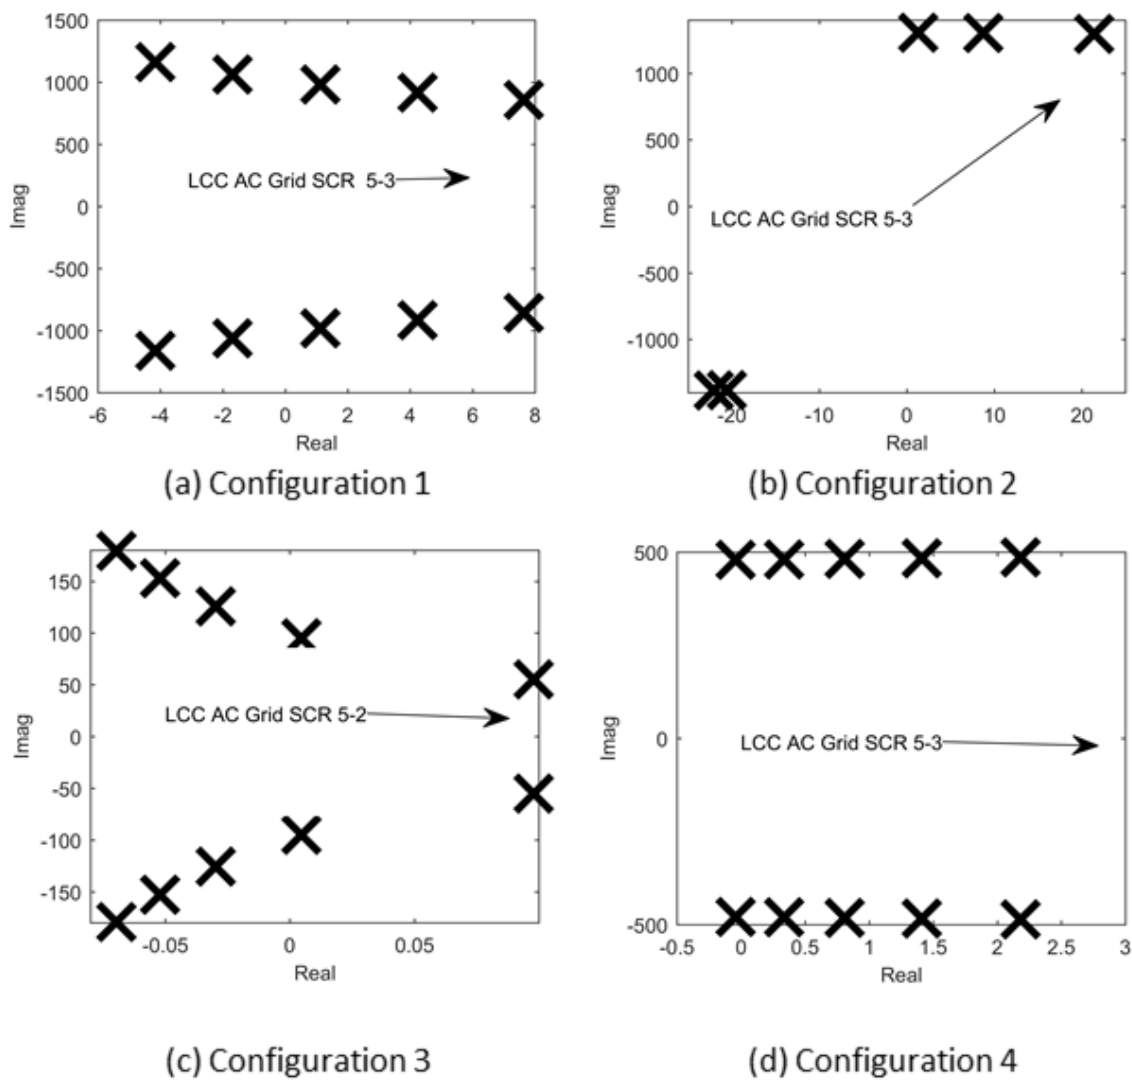 1500
1000
500
0
-500
-1000
-1500
-6
-4
-2
0
2
4
6
8
Imag
Real
LCC AC Grid SCR  5-3
(a) Configuration 1
1000
500
0
-500
-1000
-20
-10
0
10
20
Imag
Real
LCC AC Grid SCR 5-3
(b) Configuration 2
150
100
50
0
-50
-100
-150
-0.05
0
0.05
Imag
Real
LCC AC Grid SCR 5-2
(c) Configuration 3
500
0
-500
-0.5
0
0.5
1
1.5
2
2.5
3
Imag
Real
LCC AC Grid SCR 5-3
(d) Configuration 4